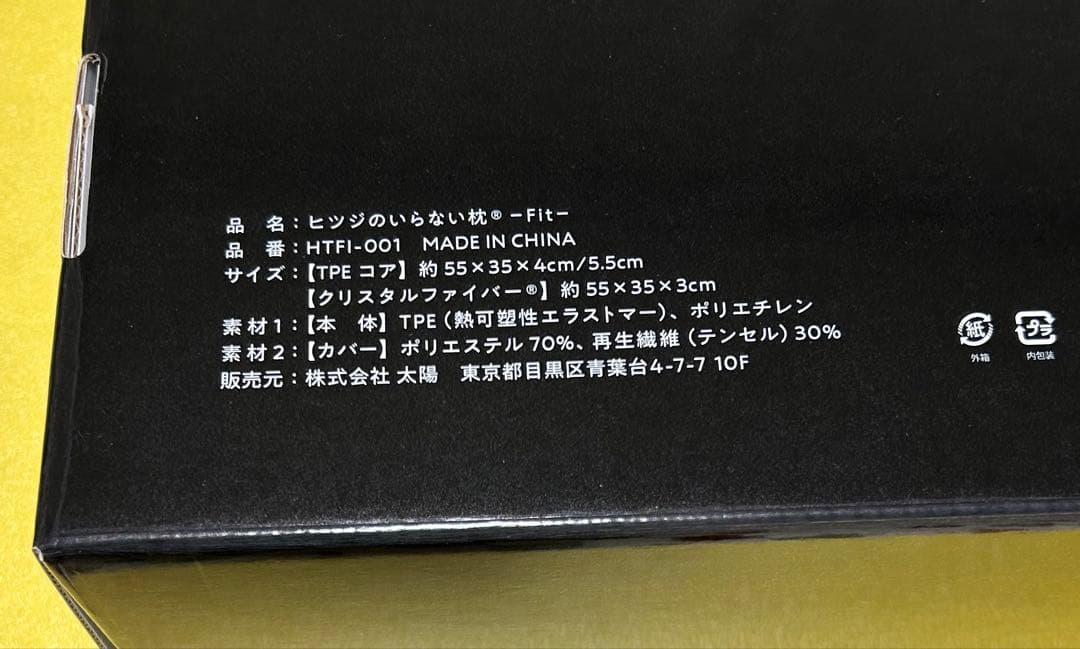 品　名：ヒツジのいらない枕® −Fit−
品　番：HTFI-001　MADE IN CHINA
サイズ：【TPE コア】約 55×35×4cm/5.5cm
【クリスタルファイバー®】約 55×35×3cm
素材1：【本　体】TPE（熱可塑性エラストマー）、ポリエチレン
素材2：【カバー】ポリエステル 70%、再生繊維（テンセル）30%
販売元：株式会社 太陽　東京都目黒区青葉台4-7-7 10F
紙
外箱
プラ
内包装